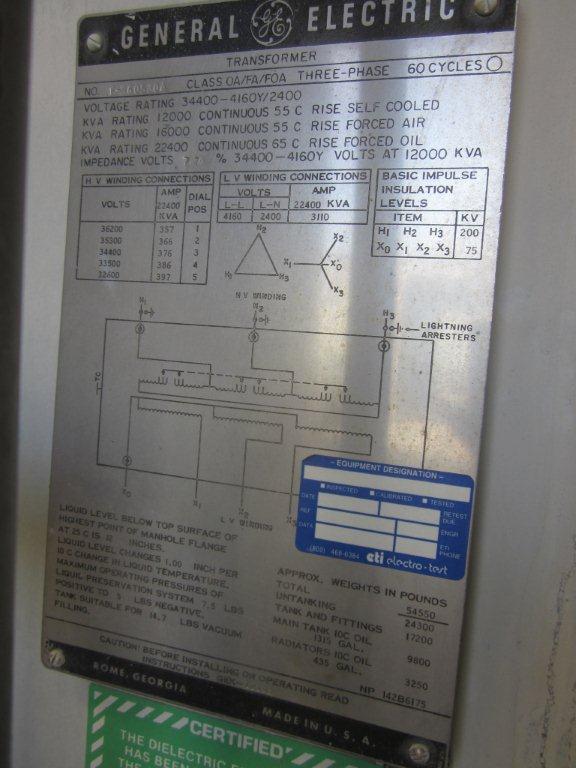 GENERAL GE ELECTRIC
TRANSFORMER
NO. CLASS OA/FA/FOA THREE-PHASE 60 CYCLES
VOLTAGE RATING 34400-4160Y/2400
KVA RATING 12000 CONTINUOUS 55 C RISE SELF COOLED
KVA RATING 16000 CONTINUOUS 55 C RISE FORCED AIR
KVA RATING 22400 CONTINUOUS 65 C RISE FORCED OIL
IMPEDANCE VOLTS % 34400-4160Y VOLTS AT 12000 KVA
H V WINDING CONNECTIONS
VOLTS AMP 22400 KVA DIAL POS
36200 357 1
35300 366 2
34400 376 3
33500 386 4
32600 397 5
L V WINDING CONNECTIONS
VOLTS AMP
L-L L-N 22400 KVA
4160 2400 3110
BASIC IMPULSE
INSULATION
LEVELS
ITEM KV
H1 H2 H3 200
X0 X1 X2 X3 75
H2
H1 H3
X2
X1 X0
X3
H V WINDING
H1 H2 H3
LIGHTNING
ARRESTERS
TC
X0 X1 X2
L V WINDING
- EQUIPMENT DESIGNATION -
INSPECTED CALIBRATED TESTED
DATE RETEST DUE
REF ENGR
DATA ETI PHONE
(800) 468-6384 eti electro-test
LIQUID LEVEL BELOW TOP SURFACE OF
HIGHEST POINT OF MANHOLE FLANGE
AT 25 C IS INCHES.
LIQUID LEVEL CHANGES 1.00 INCH PER
10 C CHANGE IN LIQUID TEMPERATURE.
MAXIMUM OPERATING PRESSURES OF
LIQUID PRESERVATION SYSTEM 7.5 LBS
POSITIVE TO 5 LBS NEGATIVE.
TANK SUITABLE FOR 14.7 LBS VACUUM
FILLING.
APPROX. WEIGHTS IN POUNDS
TOTAL 54550
UNTANKING 24300
TANK AND FITTINGS 17200
MAIN TANK 10C OIL
1315 GAL. 9800
RADIATORS 10C OIL
435 GAL. 3250
NP 142B6175
CAUTION! BEFORE INSTALLING OR OPERATING READ
INSTRUCTIONS GEK-
ROME, GEORGIA MADE IN U. S. A.
CERTIFIED
THE DIELECTRIC
HAS BEEN
THE